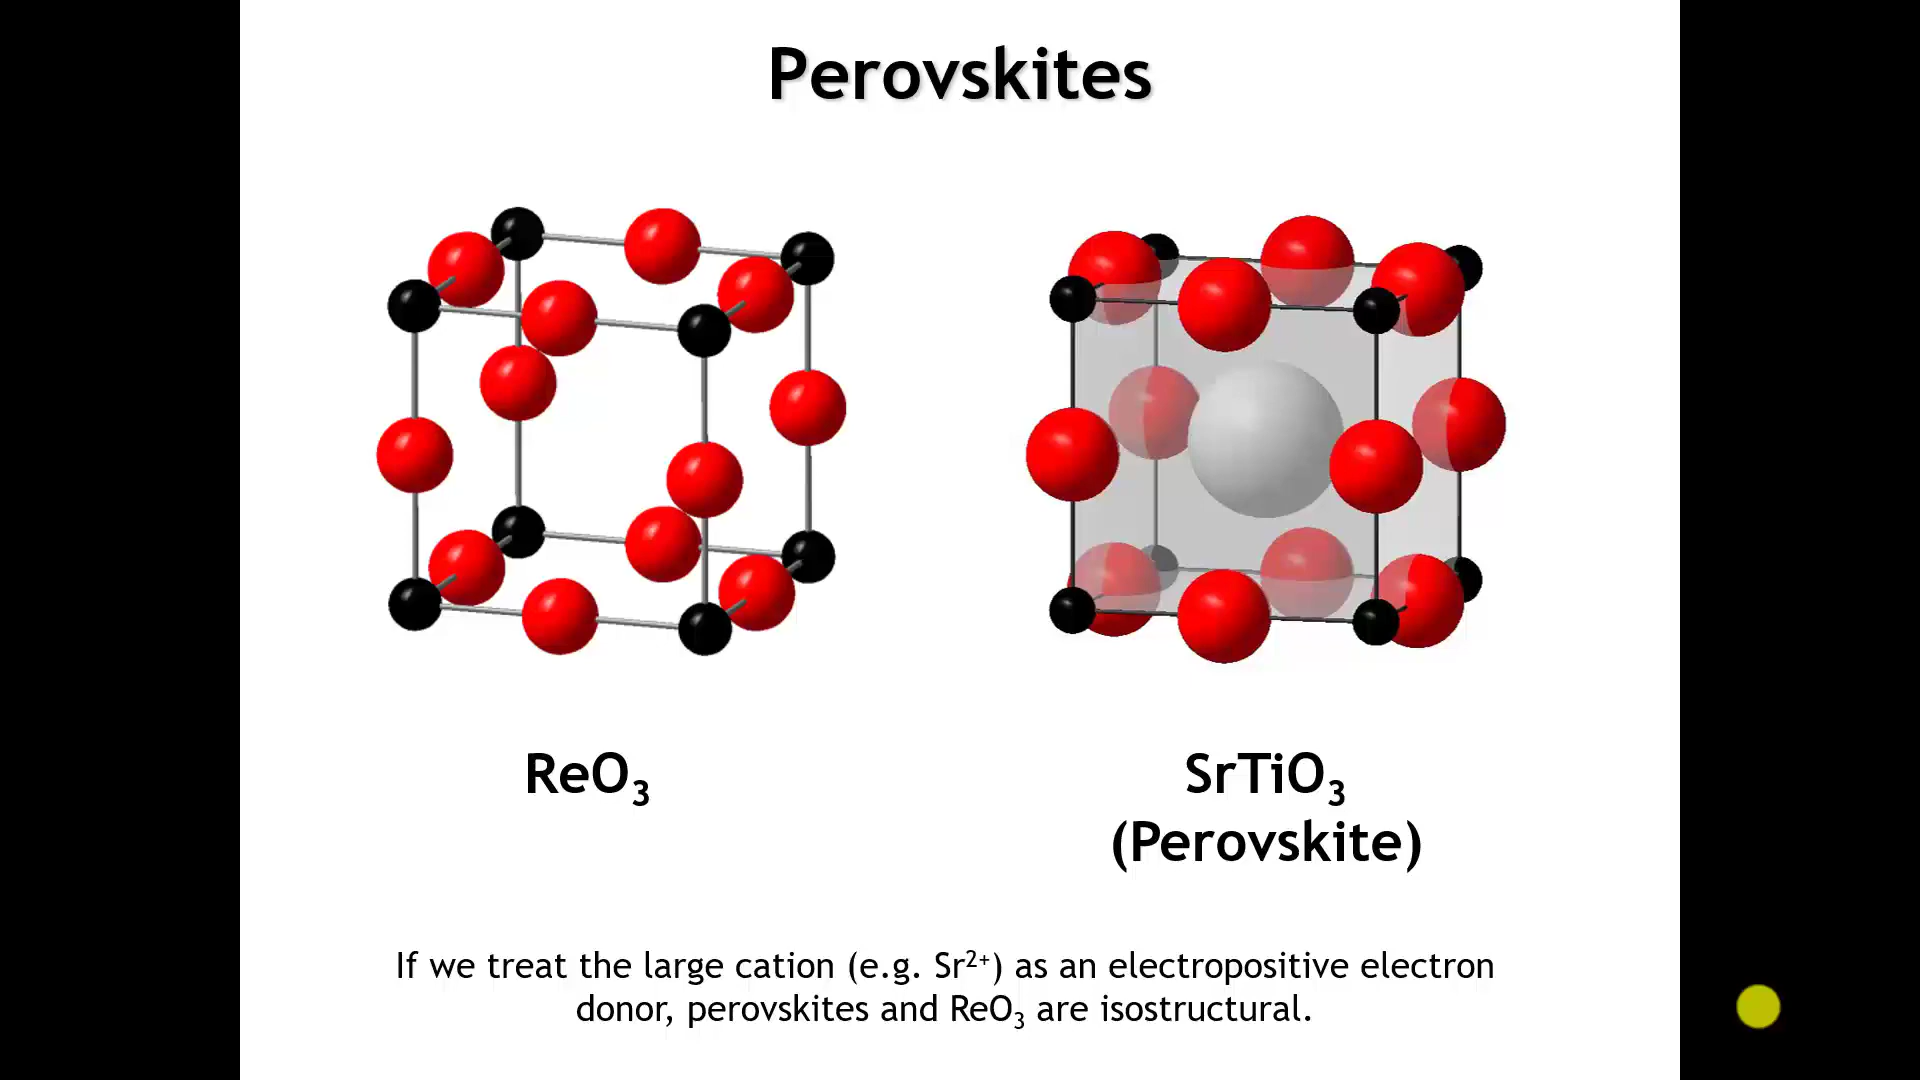 Perovskites
ReO₃
SrTiO₃
(Perovskite)
If we treat the large cation (e.g. Sr²⁺) as an electropositive electron
donor, perovskites and ReO₃ are isostructural.